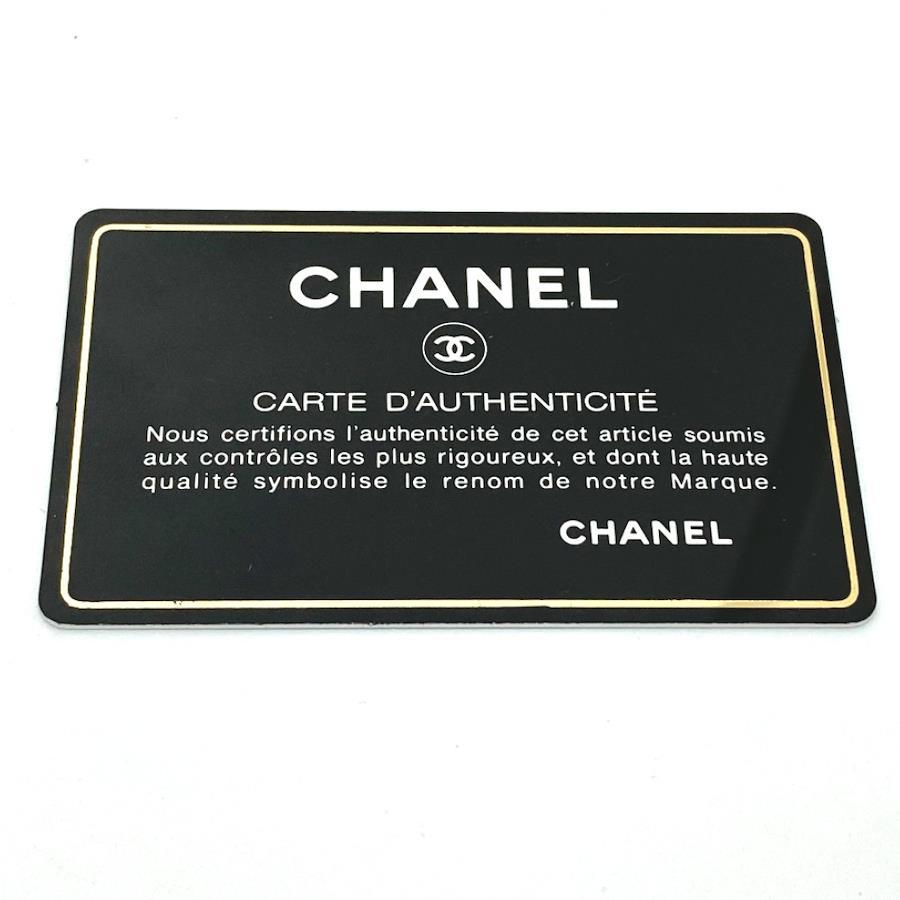 CHANEL
CARTE D'AUTHENTICITÉ
Nous certifions l'authenticité de cet article soumis
aux contrôles les plus rigoureux, et dont la haute
qualité symbolise le renom de notre Marque.
CHANEL